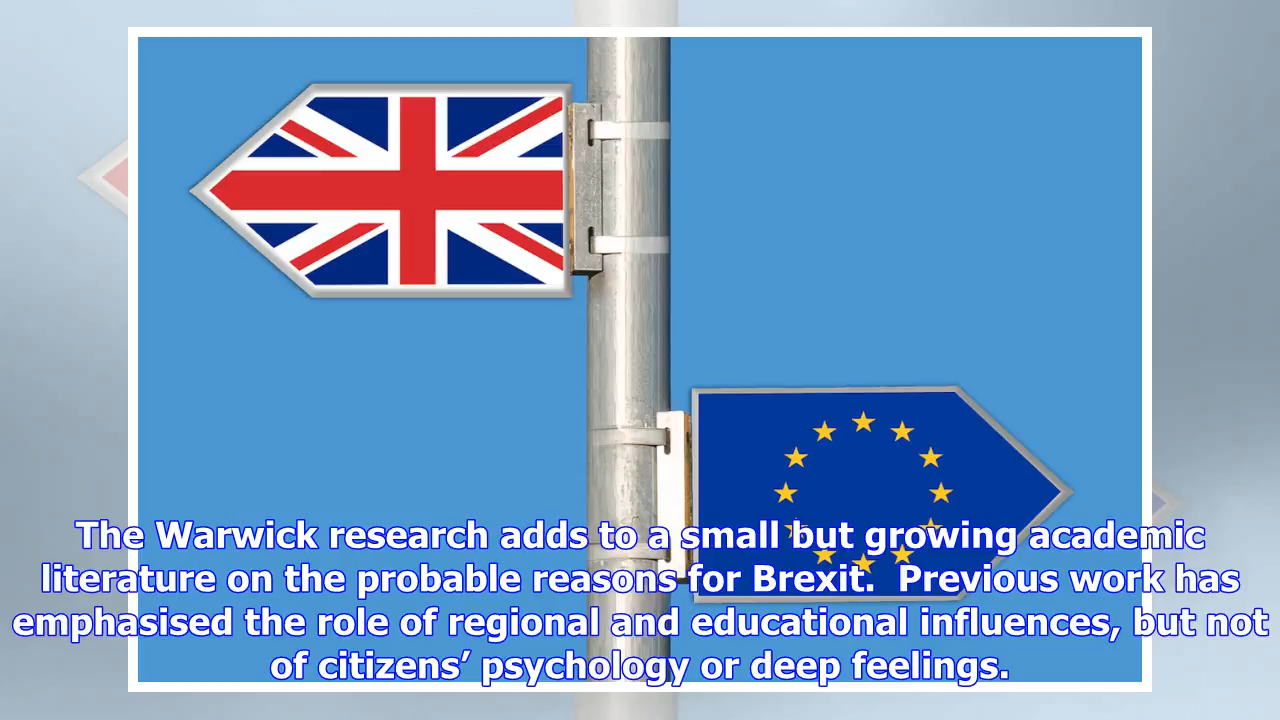 The Warwick research adds to a small but growing academic
literature on the probable reasons for Brexit.  Previous work has
emphasised the role of regional and educational influences, but not
of citizens’ psychology or deep feelings.